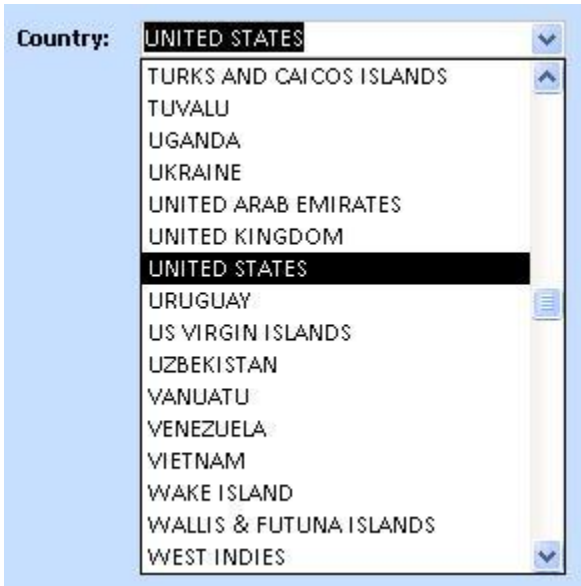 Country: UNITED STATES
TURKS AND CAICOS ISLANDS
TUVALU
UGANDA
UKRAINE
UNITED ARAB EMIRATES
UNITED KINGDOM
UNITED STATES
URUGUAY
US VIRGIN ISLANDS
UZBEKISTAN
VANUATU
VENEZUELA
VIETNAM
WAKE ISLAND
WALLIS & FUTUNA ISLANDS
WEST INDIES